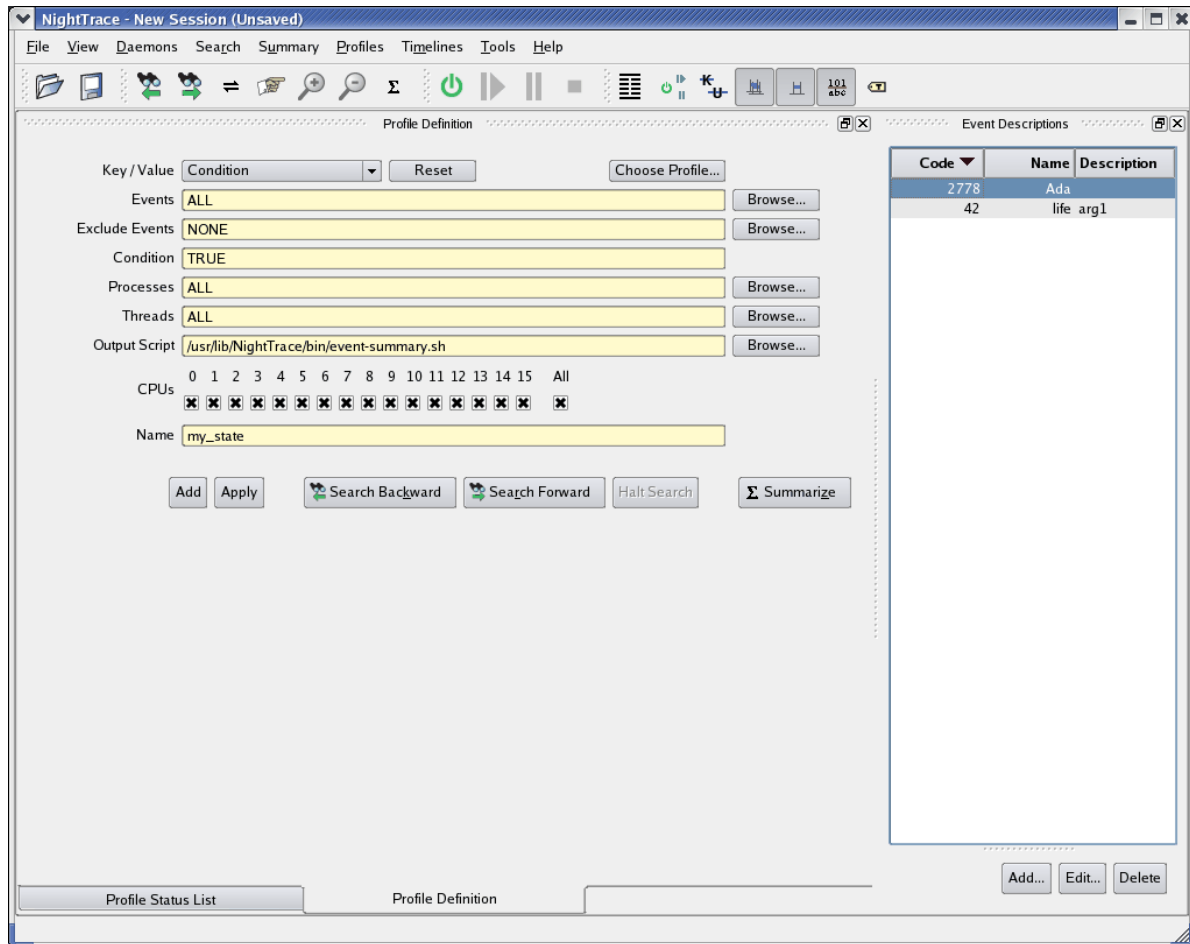 NightTrace - New Session (Unsaved)
File View Daemons Search Summary Profiles Timelines Tools Help
Σ K U 101 abc T
Profile Definition
Event Descriptions
Key / Value Condition Reset Choose Profile...
Events ALL Browse...
Exclude Events NONE Browse...
Condition TRUE
Processes ALL Browse...
Threads ALL Browse...
Output Script /usr/lib/NightTrace/bin/event-summary.sh Browse...
0 1 2 3 4 5 6 7 8 9 10 11 12 13 14 15 All
CPUs
Name my_state
Add Apply Search Backward Search Forward Halt Search Σ Summarize
Code Name Description
2778 Ada
42 life arg1
Add... Edit... Delete
Profile Status List Profile Definition